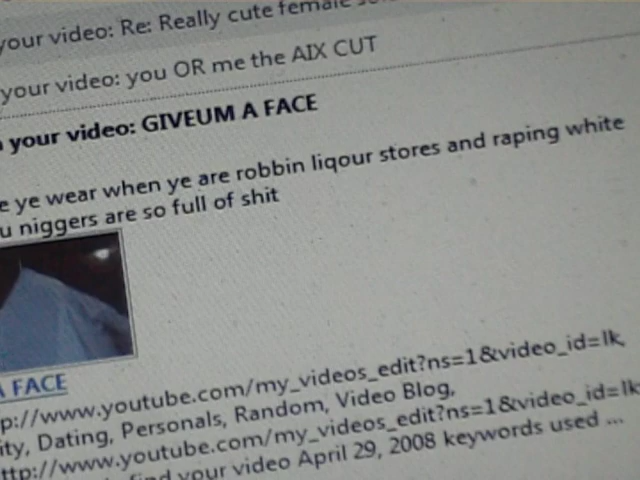 your video: Re: Really cute female
your video: you OR me the AIX CUT
your video: GIVEUM A FACE
ye wear when ye are robbin liqour stores and raping white
u niggers are so full of shit
A FACE
p://www.youtube.com/my_videos_edit?ns=1&video_id=lk,
ity, Dating, Personals, Random, Video Blog,
ttp://www.youtube.com/my_videos_edit?ns=1&video_id=lk
find your video April 29, 2008 keywords used ...